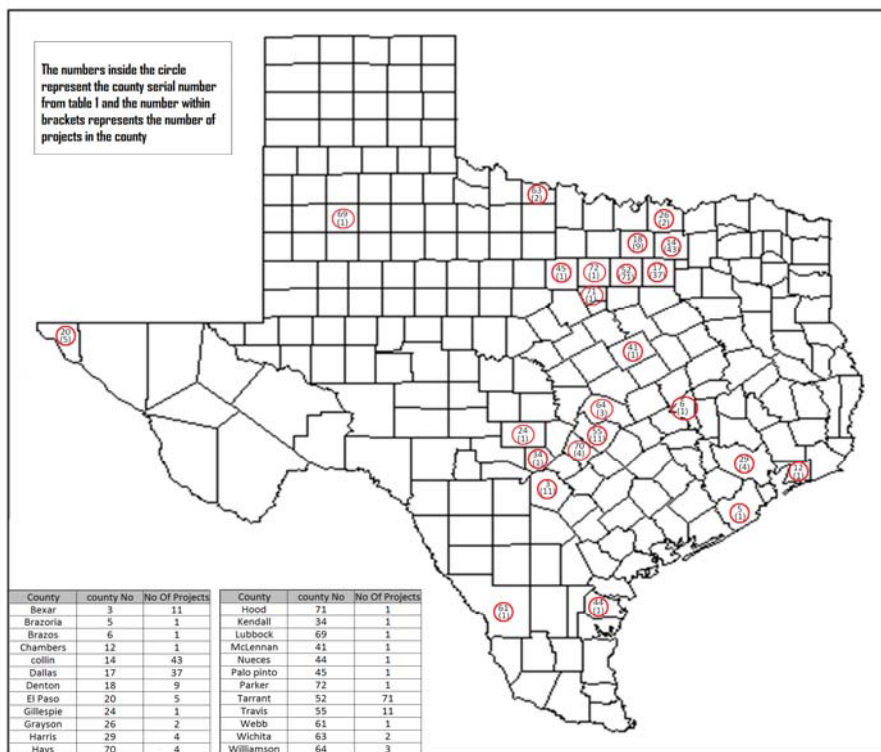 The numbers inside the circle
represent the county serial number
from table 1 and the number within
brackets represents the number of
projects in the county
63
(2)
69
(1)
26
(2)
18
(9)
14
(43)
45
(1)
72
(1)
52
(71)
17
(37)
71
(1)
20
(5)
41
(1)
64
(3)
6
(1)
24
(1)
55
(11)
70
(4)
34
(1)
29
(4)
12
(1)
3
(11)
5
(1)
61
(1)
44
(1)
County county No No Of Projects
Bexar 3 11
Brazoria 5 1
Brazos 6 1
Chambers 12 1
collin 14 43
Dallas 17 37
Denton 18 9
El Paso 20 5
Gillespie 24 1
Grayson 26 2
Harris 29 4
Hays 70 4
County county No No Of Projects
Hood 71 1
Kendall 34 1
Lubbock 69 1
McLennan 41 1
Nueces 44 1
Palo pinto 45 1
Parker 72 1
Tarrant 52 71
Travis 55 11
Webb 61 1
Wichita 63 2
Williamson 64 3